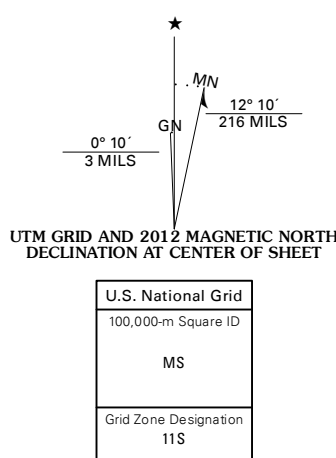 ★
MN
GN
12° 10´
216 MILS
0° 10´
3 MILS
UTM GRID AND 2012 MAGNETIC NORTH
DECLINATION AT CENTER OF SHEET
U.S. National Grid
100,000-m Square ID
MS
Grid Zone Designation
11S